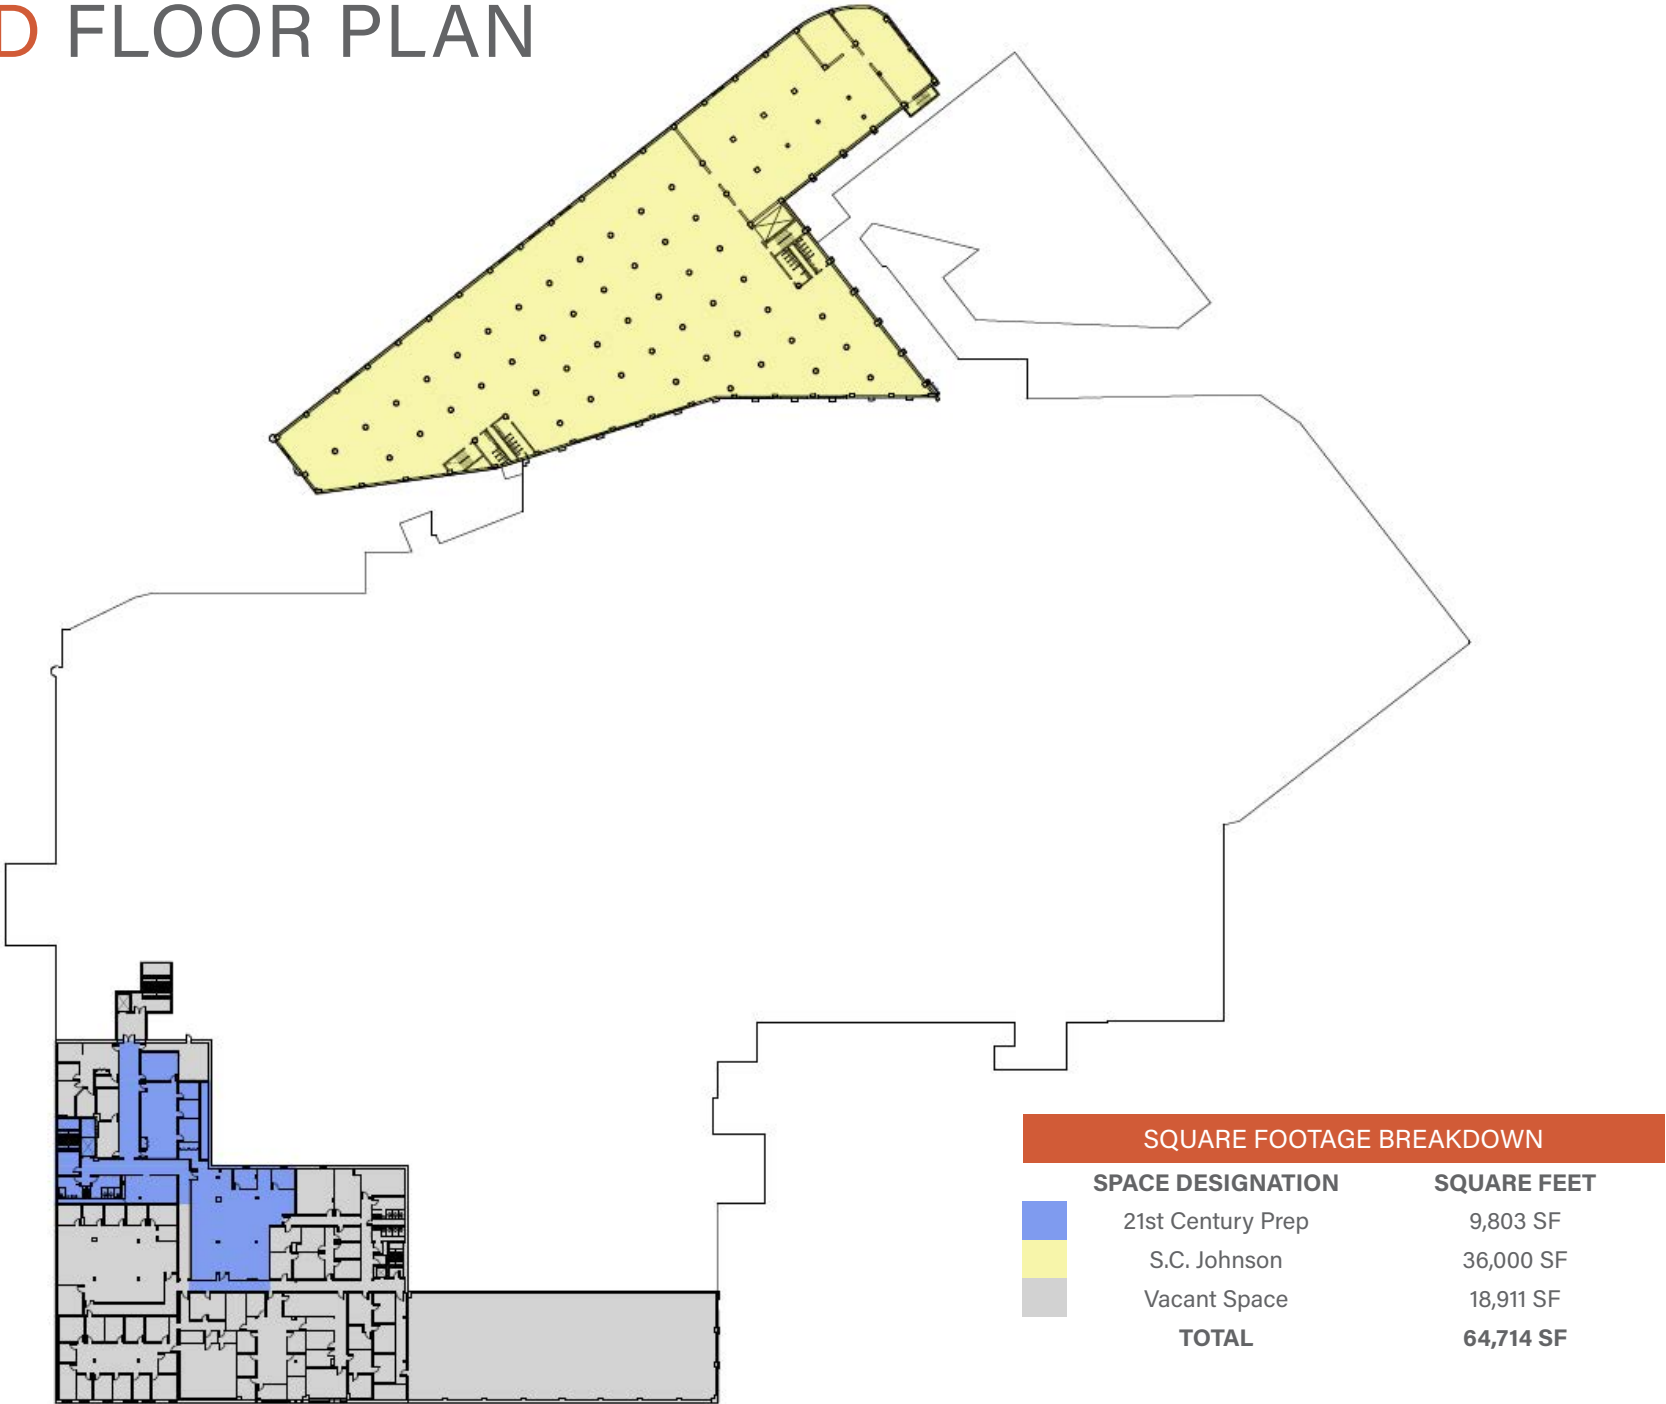 D FLOOR PLAN
SQUARE FOOTAGE BREAKDOWN
SPACE DESIGNATION SQUARE FEET
21st Century Prep 9,803 SF
S.C. Johnson 36,000 SF
Vacant Space 18,911 SF
TOTAL 64,714 SF